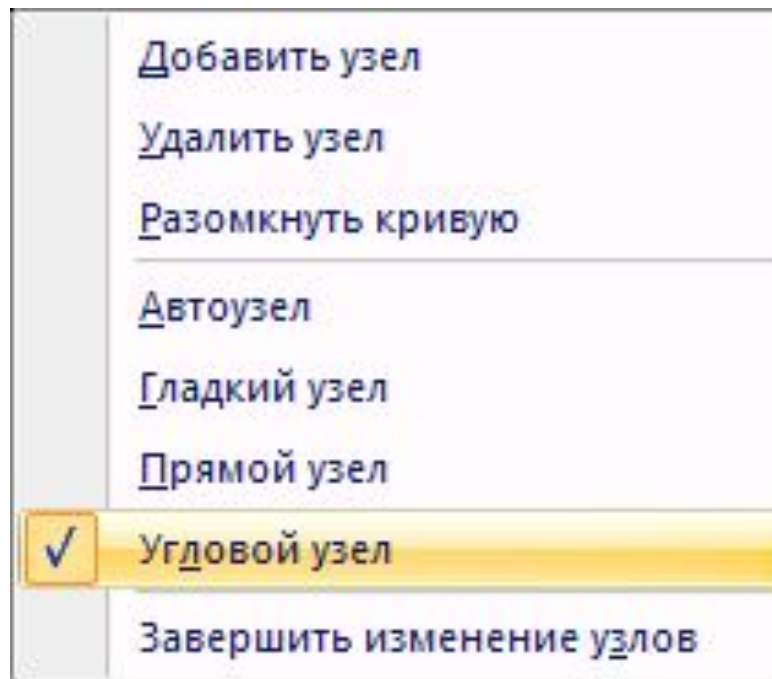 Добавить узел
Удалить узел
Разомкнуть кривую
Автоузел
Гладкий узел
Прямой узел
Угловой узел
Завершить изменение узлов